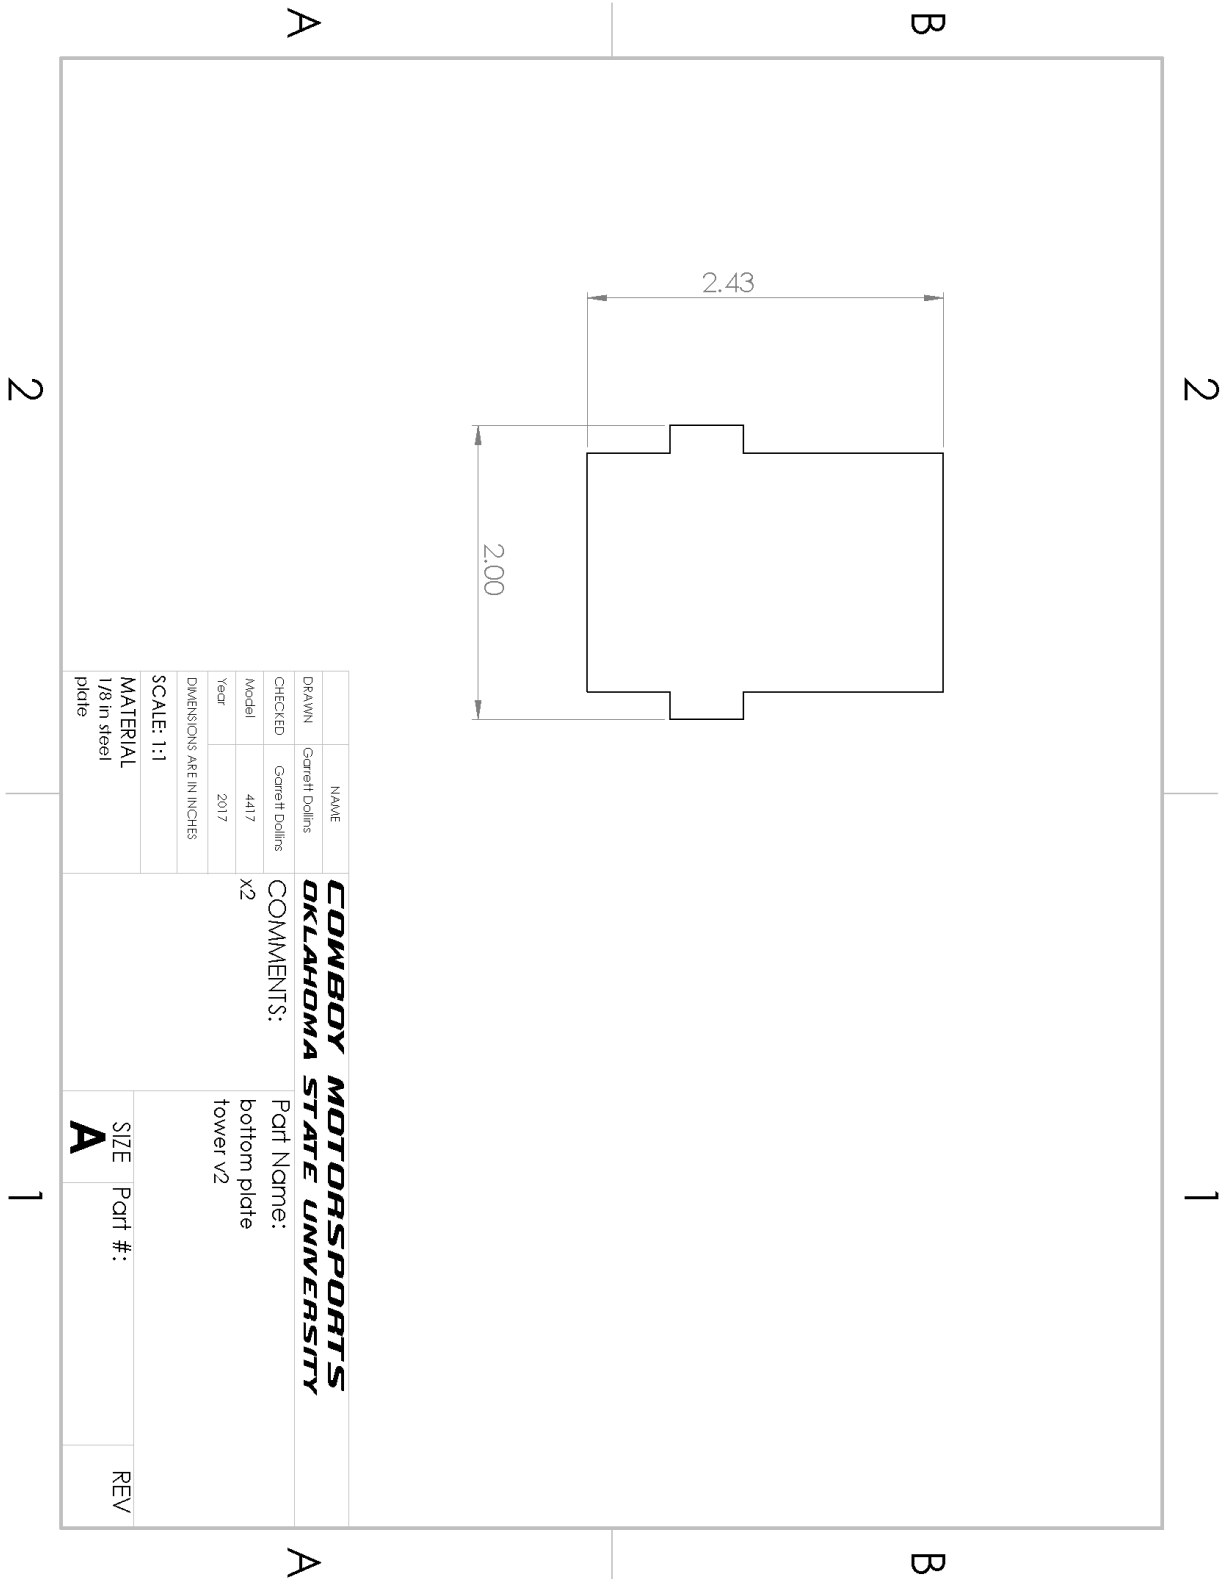 A
B
2
2
2.43
2.00
NAME
DRAWN Garrett Dollins
CHECKED Garrett Dollins
Model 4417
Year 2017
DIMENSIONS ARE IN INCHES
SCALE: 1:1
MATERIAL
1/8 in steel
plate
COWBOY MOTORSPORTS
OKLAHOMA STATE UNIVERSITY
COMMENTS:
x2
Part Name:
bottom plate
tower v2
SIZE
A
Part #:
REV
1
1
A
B